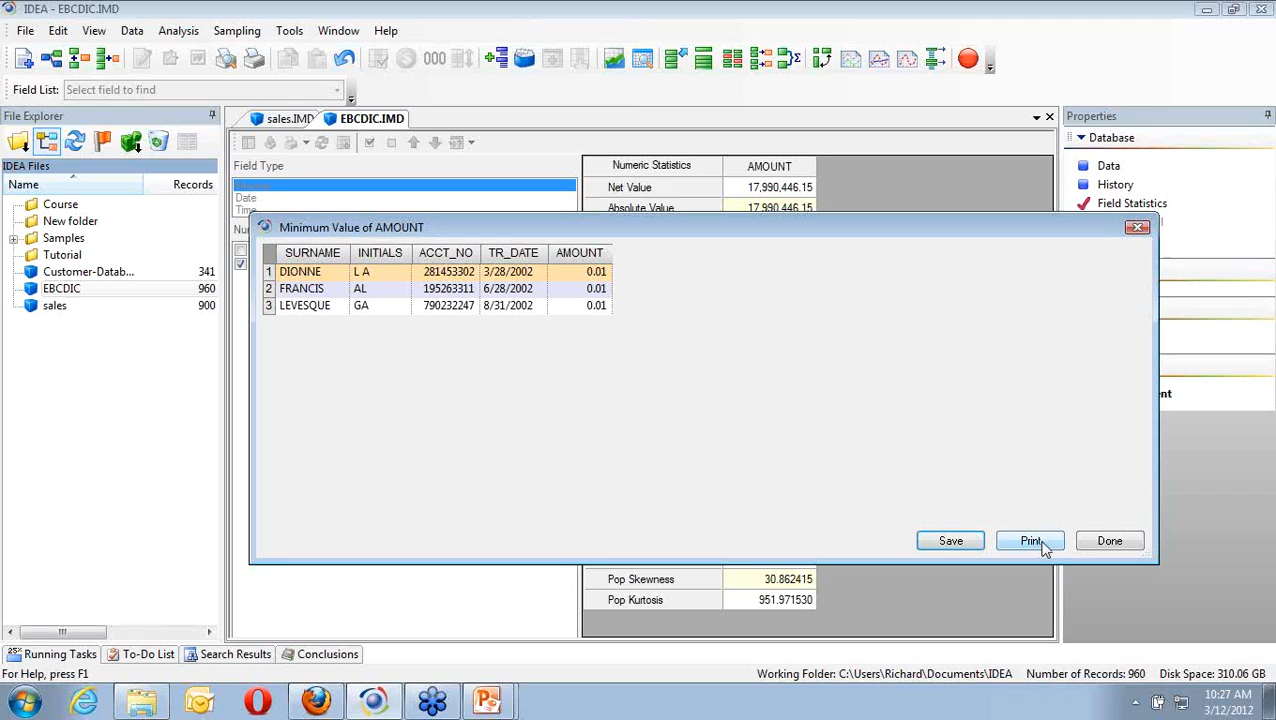 IDEA - EBCDIC.IMD
File Edit View Data Analysis Sampling Tools Window Help
Field List: Select field to find
File Explorer
IDEA Files
Name Records
Course
New folder
Samples
Tutorial
Customer-Datab... 341
EBCDIC 960
sales 900
sales.IMD EBCDIC.IMD
Field Type
Date
Time
Numeric Statistics AMOUNT
Net Value 17,990,446.15
Absolute Value 17,990,446.15
Minimum Value of AMOUNT
SURNAME INITIALS ACCT_NO TR_DATE AMOUNT
1 DIONNE L A 281453302 3/28/2002 0.01
2 FRANCIS AL 195263311 6/28/2002 0.01
3 LEVESQUE GA 790232247 8/31/2002 0.01
Save Print Done
Pop Skewness 30.862415
Pop Kurtosis 951.971530
Properties
Database
Data
History
Field Statistics
Running Tasks To-Do List Search Results Conclusions
For Help, press F1
Working Folder: C:\Users\Richard\Documents\IDEA Number of Records: 960 Disk Space: 310.06 GB
10:27 AM
3/12/2012